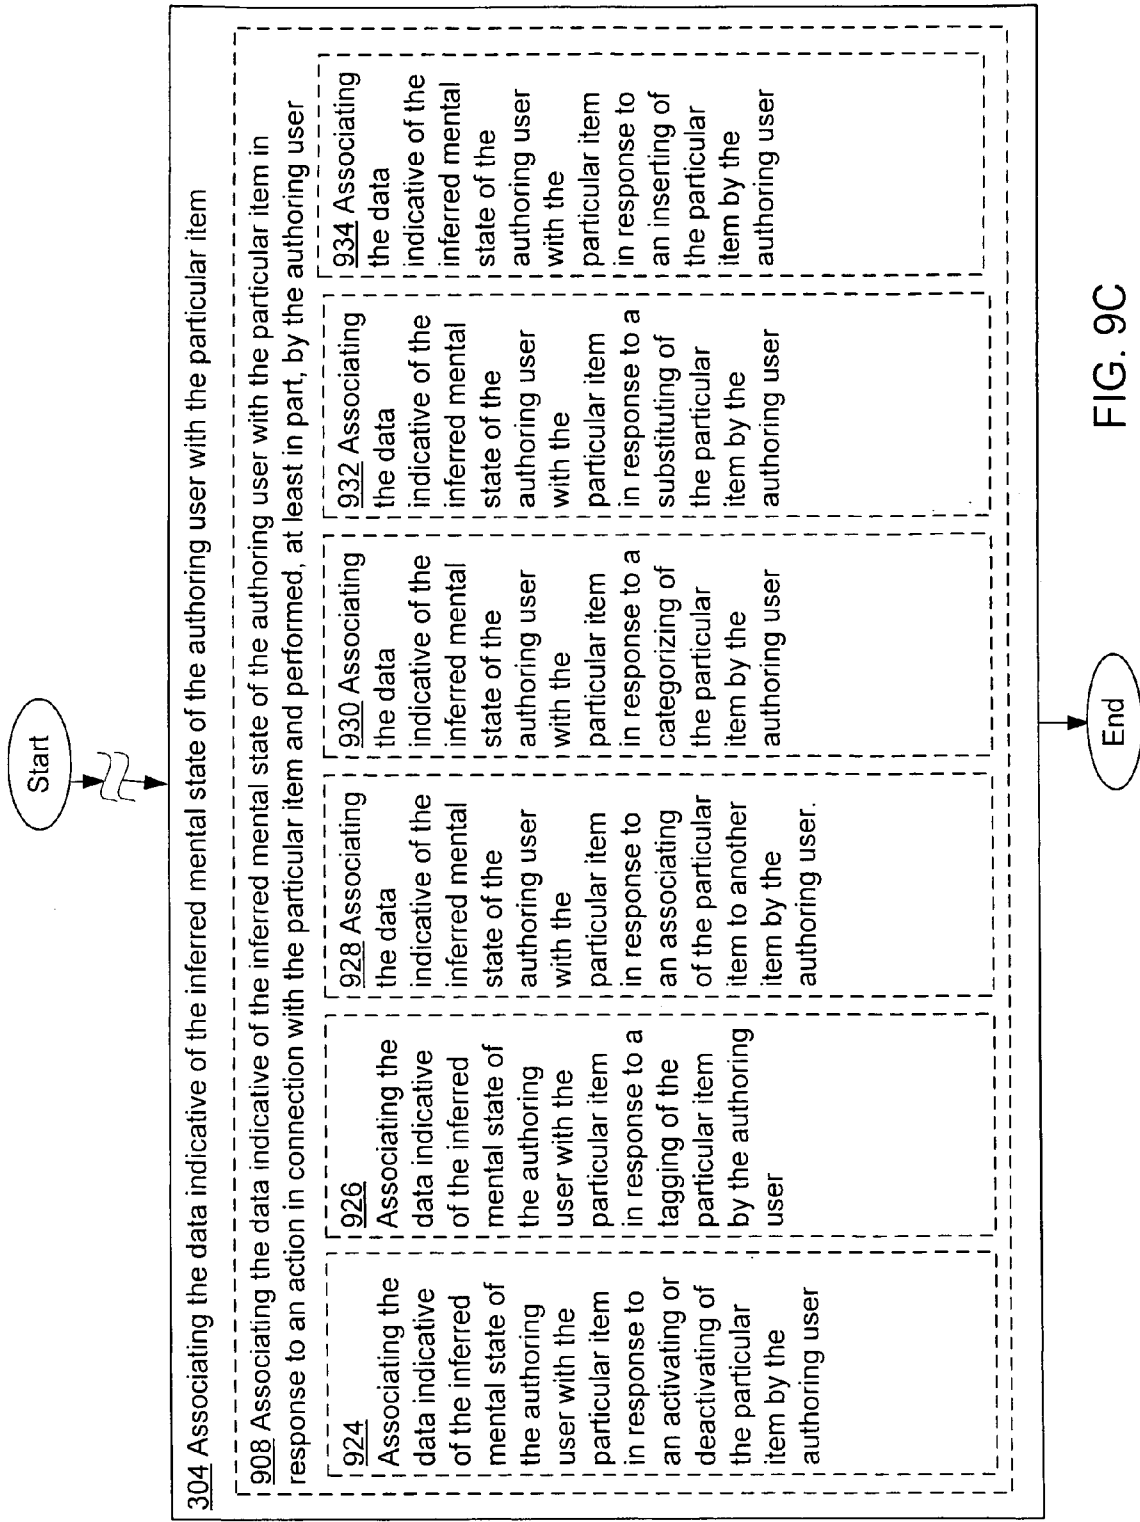 Start
304 Associating the data indicative of the inferred mental state of the authoring user with the particular item
908 Associating the data indicative of the inferred mental state of the authoring user with the particular item in
response to an action in connection with the particular item and performed, at least in part, by the authoring user
924
Associating the
data indicative
of the inferred
mental state of
the authoring
user with the
particular item
in response to
an activating or
deactivating of
the particular
item by the
authoring user
926
Associating the
data indicative
of the inferred
mental state of
the authoring
user with the
particular item
in response to a
tagging of the
particular item
by the authoring
user
928 Associating
the data
indicative of the
inferred mental
state of the
authoring user
with the
particular item
in response to
an associating
of the particular
item to another
item by the
authoring user.
930 Associating
the data
indicative of the
inferred mental
state of the
authoring user
with the
particular item
in response to a
categorizing of
the particular
item by the
authoring user
932 Associating
the data
indicative of the
inferred mental
state of the
authoring user
with the
particular item
in response to a
substituting of
the particular
item by the
authoring user
934 Associating
the data
indicative of the
inferred mental
state of the
authoring user
with the
particular item
in response to
an inserting of
the particular
item by the
authoring user
End
FIG. 9C